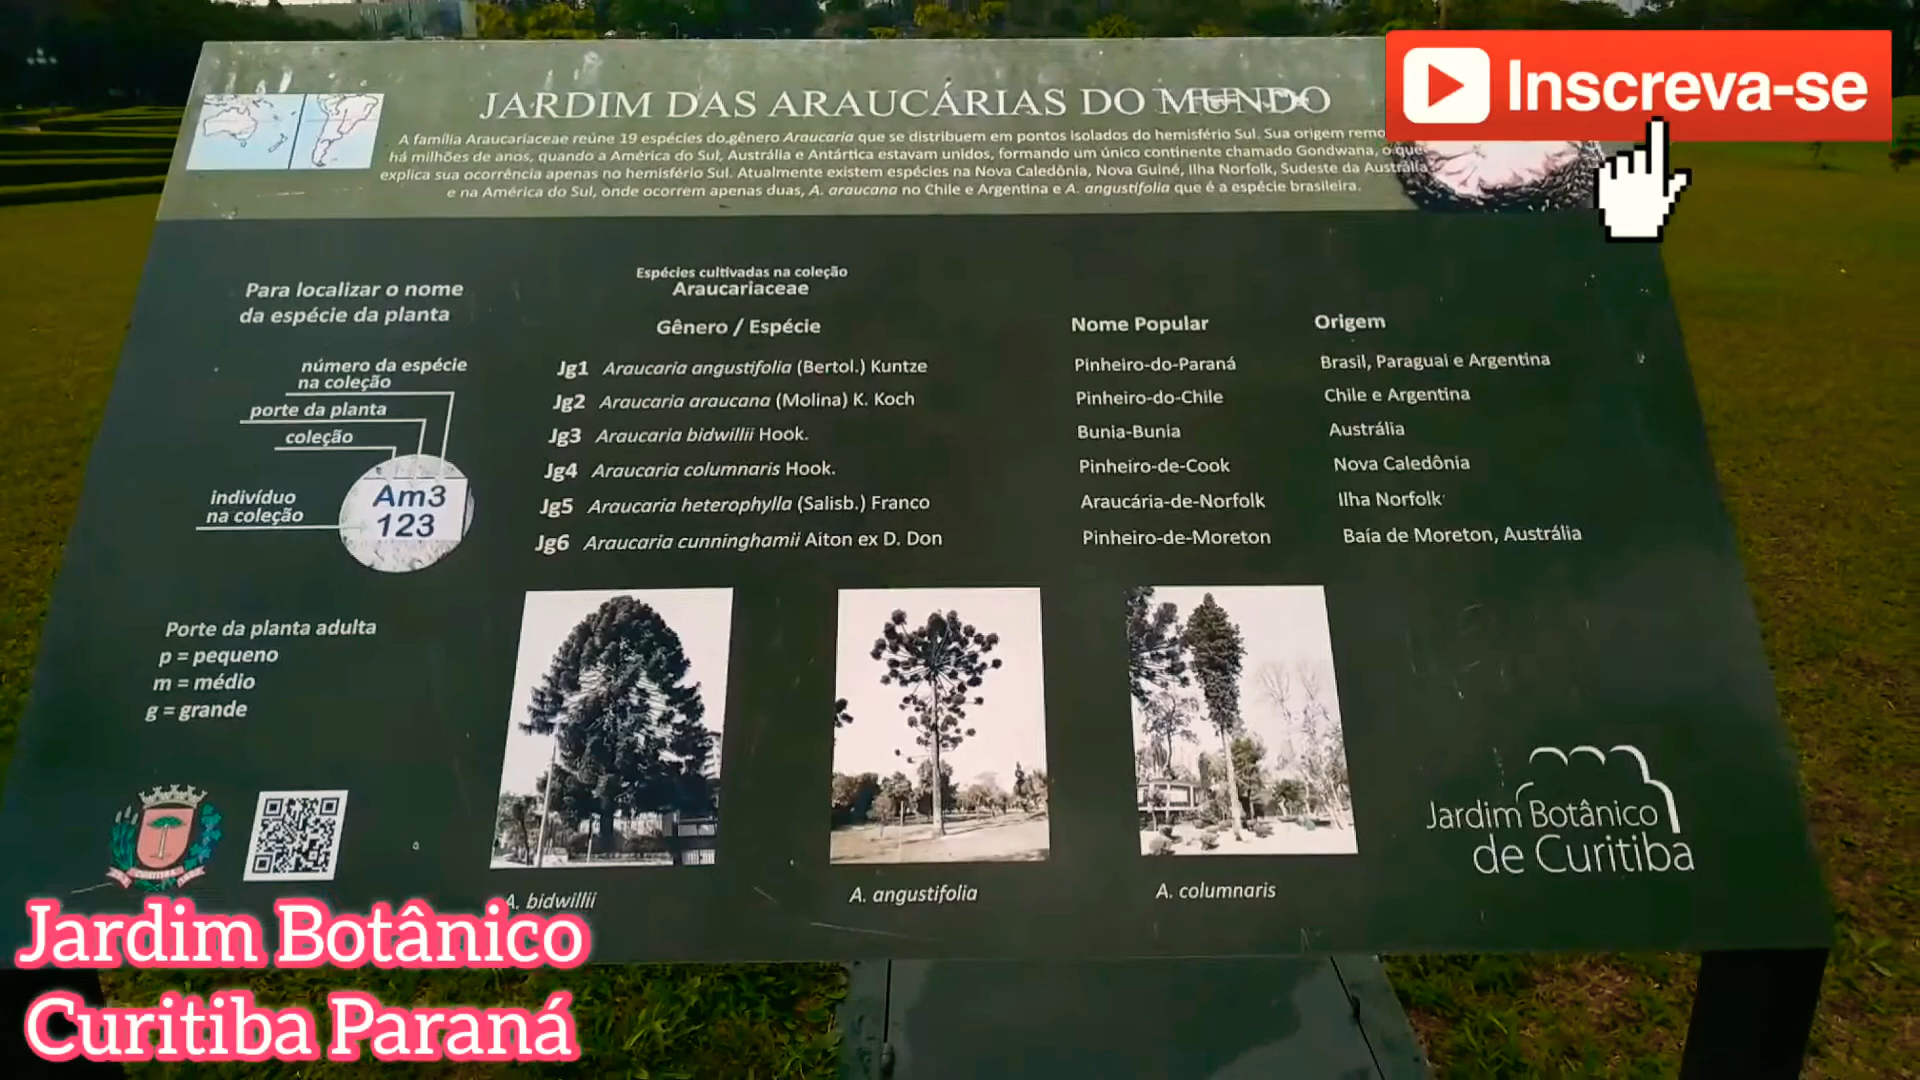 Inscreva-se
JARDIM DAS ARAUCÁRIAS DO MUNDO
A família Araucariaceae reúne 19 espécies do gênero Araucaria que se distribuem em pontos isolados do hemisfério Sul. Sua origem remo
há milhões de anos, quando a América do Sul, Austrália e Antártica estavam unidos, formando um único continente chamado Gondwana, o que
explica sua ocorrência apenas no hemisfério Sul. Atualmente existem espécies na Nova Caledônia, Nova Guiné, Ilha Norfolk, Sudeste da Austrália
e na América do Sul, onde ocorrem apenas duas, A. araucana no Chile e Argentina e A. angustifolia que é a espécie brasileira.
Para localizar o nome
da espécie da planta
número da espécie
na coleção
porte da planta
coleção
indivíduo
na coleção
Am3
123
Porte da planta adulta
p = pequeno
m = médio
g = grande
Espécies cultivadas na coleção
Araucariaceae
Gênero / Espécie Nome Popular Origem
Jg1 Araucaria angustifolia (Bertol.) Kuntze Pinheiro-do-Paraná Brasil, Paraguai e Argentina
Jg2 Araucaria araucana (Molina) K. Koch Pinheiro-do-Chile Chile e Argentina
Jg3 Araucaria bidwillii Hook. Bunia-Bunia Austrália
Jg4 Araucaria columnaris Hook. Pinheiro-de-Cook Nova Caledônia
Jg5 Araucaria heterophylla (Salisb.) Franco Araucária-de-Norfolk Ilha Norfolk
Jg6 Araucaria cunninghamii Aiton ex D. Don Pinheiro-de-Moreton Baía de Moreton, Austrália
A. bidwillii
A. angustifolia
A. columnaris
CURITIBA
Jardim Botânico
de Curitiba
Jardim Botânico
Curitiba Paraná